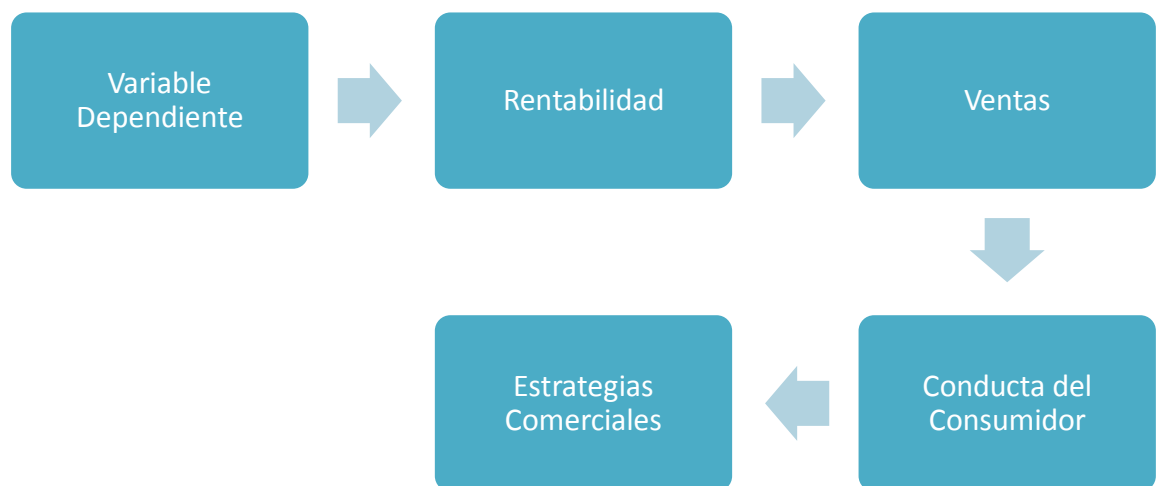 Variable
Dependiente
Rentabilidad
Ventas
Conducta del
Consumidor
Estrategias
Comerciales